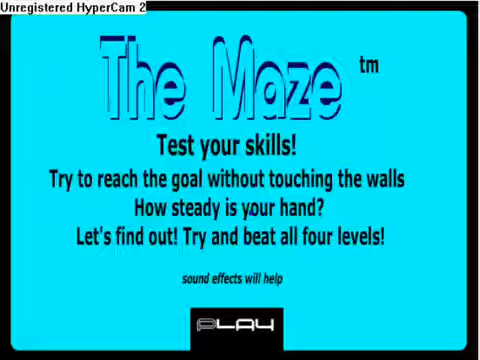 Unregistered HyperCam 2
The Maze tm
Test your skills!
Try to reach the goal without touching the walls
How steady is your hand?
Let's find out! Try and beat all four levels!
sound effects will help
PLAY